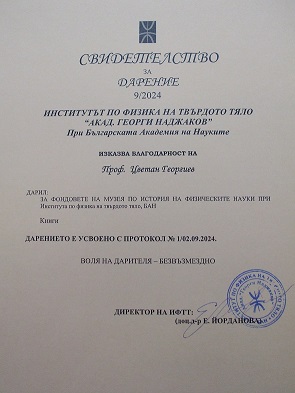 СВИДЕТЕЛСТВО
ЗА
ДАРЕНИЕ
9/2024
ИНСТИТУТЪТ ПО ФИЗИКА НА ТВЪРДОТО ТЯЛО
“АКАД. ГЕОРГИ НАДЖАКОВ”
При Българската Академия на Науките
ИЗКАЗВА БЛАГОДАРНОСТ НА
Проф. Цветан Георгиев
ДАРИЛ:
ЗА ФОНДОВЕТЕ НА МУЗЕЯ ПО ИСТОРИЯ НА ФИЗИЧЕСКИТЕ НАУКИ ПРИ
Института по физика на твърдото тяло, БАН
Книги
ДАРЕНИЕТО Е УСВОЕНО С ПРОТОКОЛ № 1/02.09.2024.
ВОЛЯ НА ДАРИТЕЛЯ – БЕЗВЪЗМЕЗДНО
ДИРЕКТОР НА ИФТТ:
(доц.д-р Е. ЙОРДАНОВА)